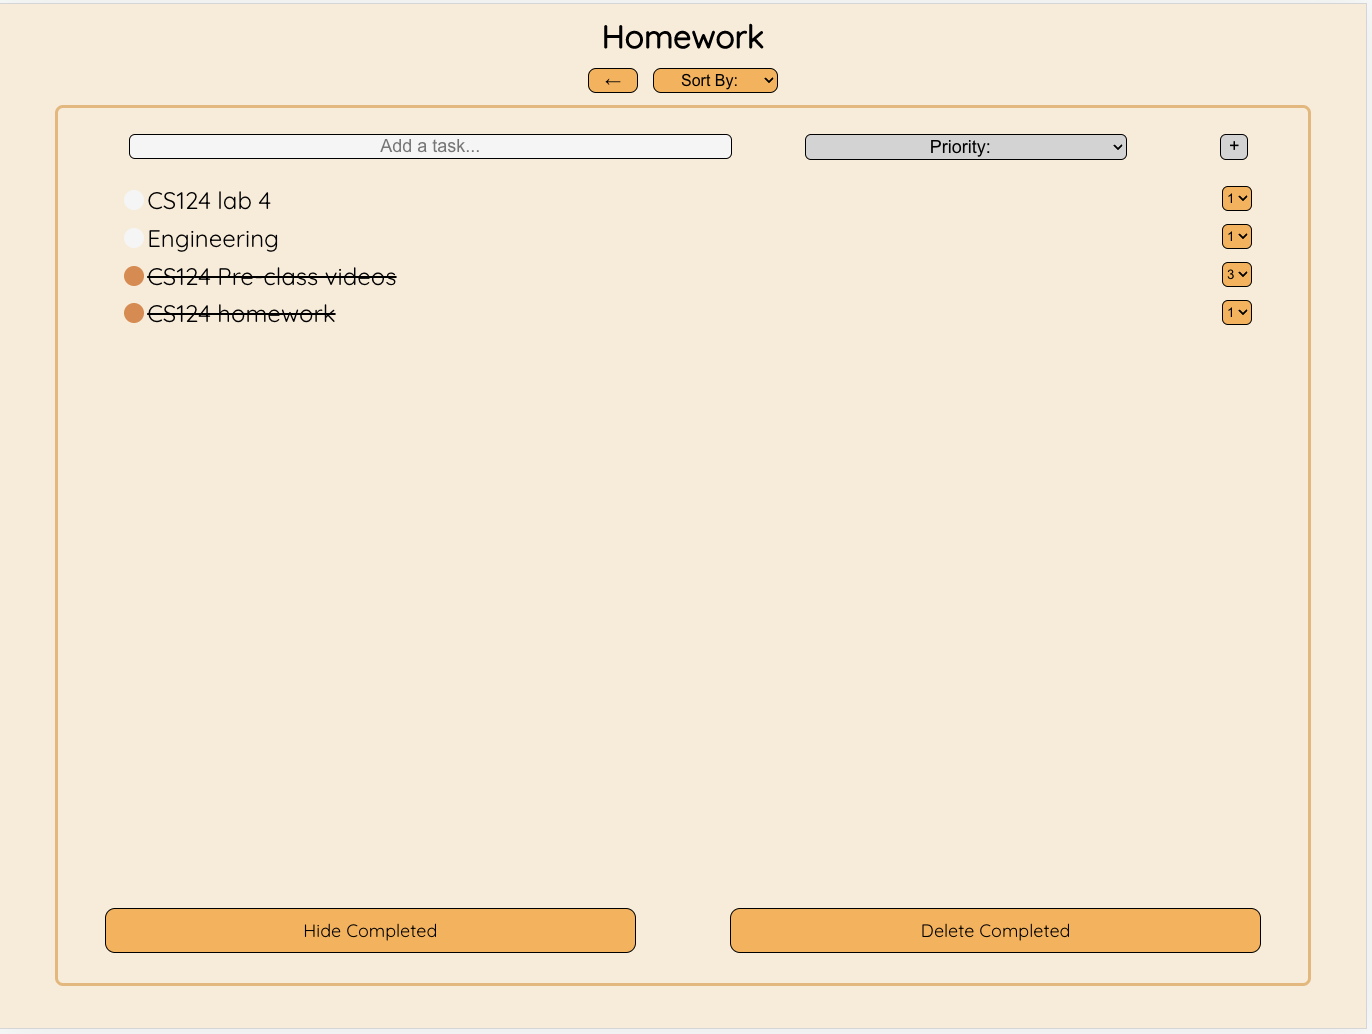 Homework
← Sort By:
Add a task... Priority: +
CS124 lab 4 1
Engineering 1
CS124 Pre-class videos 3
CS124 homework 1
Hide Completed Delete Completed